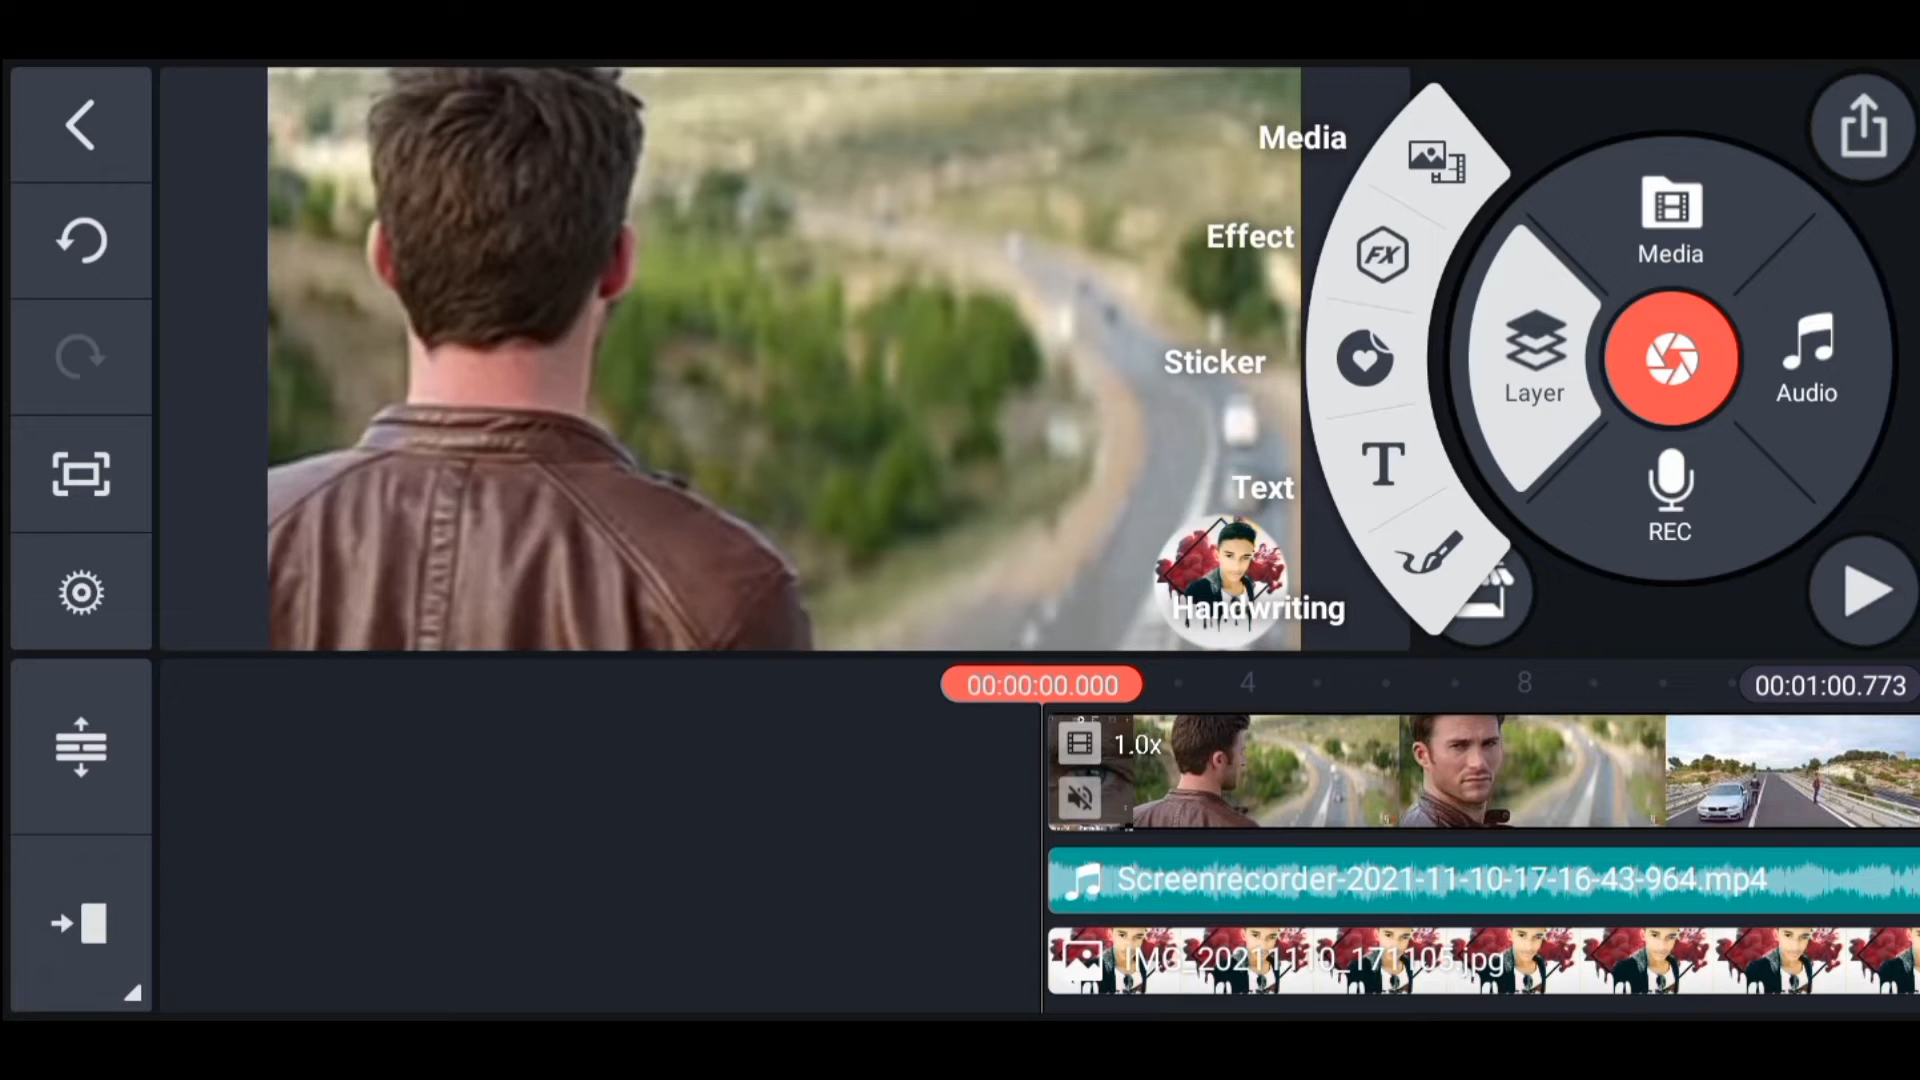 Media
Effect
Sticker
Text
Handwriting
FX
T
Media
Layer
Audio
REC
00:00:00.000
4
8
00:01:00.773
1.0x
Screenrecorder-2021-11-10-17-16-43-964.mp4
IMG_20211110_171105.jpg